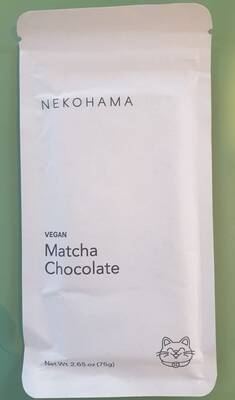 NEKOHAMA
VEGAN
Matcha
Chocolate
Net Wt. 2.65 oz (75g)